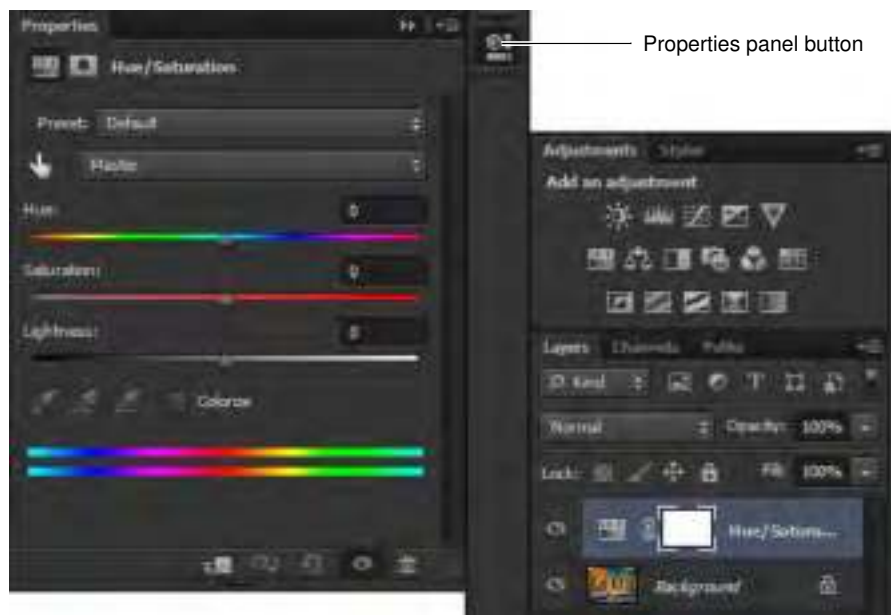 Properties
Hue/Saturation
Preset: Default
Master
Hue: 0
Saturation: 0
Lightness: 0
Colorize
Properties panel button
Adjustments Styles
Add an adjustment
Layers Channels Paths
Kind T
Normal Opacity: 100%
Lock: Fill: 100%
Hue/Satura...
Background